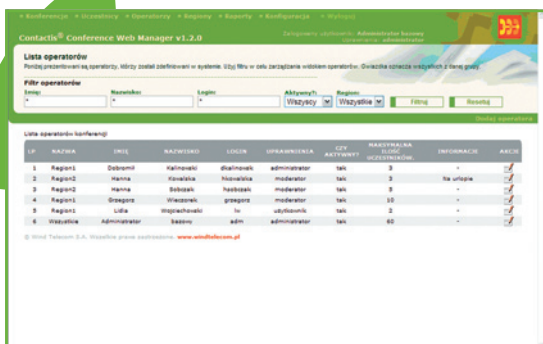 » Konferencje » Uczestnicy » Operatorzy » Regiony » Raporty » Konfiguracja » Wyloguj
Contactis® Conference Web Manager v1.2.0
Zalogowany użytkownik: Administrator bazowy
Uprawnienia: administrator
Lista operatorów
Poniżej prezentowani są operatorzy, którzy zostali zdefiniowani w systemie. Użyj filtru w celu zarządzania widokiem operatorów. Gwiazdka oznacza wszystkich z danej grupy.
Filtr operatorów
Imię: Nazwisko: Login: Aktywny?: Region:
* * * Wszyscy Wszystkie Filtruj Resetuj
Dodaj operatora
Lista operatorów konferencji
LP NAZWA IMIĘ NAZWISKO LOGIN UPRAWNIENIA CZY AKTYWNY? MAKSYMALNA ILOŚĆ UCZESTNIKÓW. INFORMACJE AKCJE
1 Region1 Dobromił Kalinowski dkalinowsk administrator tak 3 -
2 Region2 Hanna Kowalska hkowalska moderator tak 3 Na urlopie
3 Region2 Hanna Sobczak hsobczak moderator tak 5 -
4 Region1 Grzegorz Wieczorek grzegorz moderator tak 10 -
5 Region1 Lidia Wojciechowski lw użytkownik tak 2 -
6 Wszystkie Administrator bazowy adm administrator tak 60 -
© Wind Telecom S.A. Wszelkie prawa zastrzeżone. www.windtelecom.pl